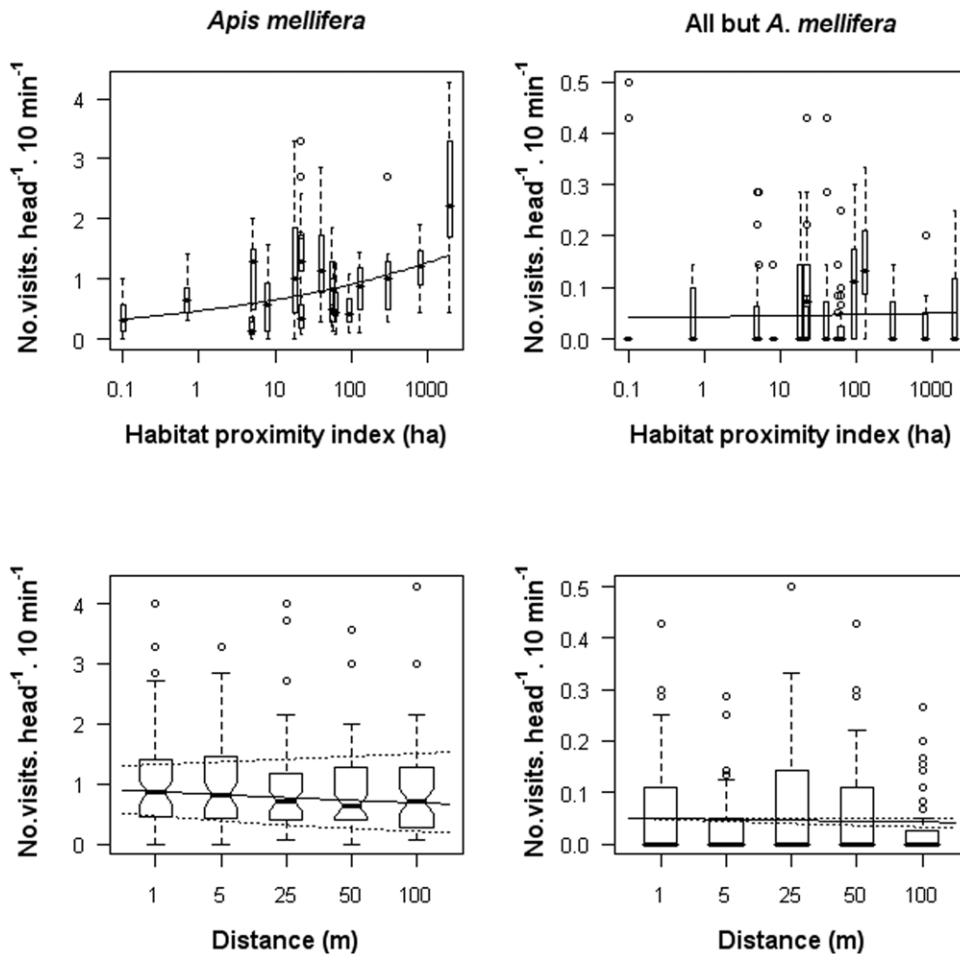 Apis mellifera
All but A. mellifera
No.visits. head⁻¹. 10 min⁻¹
4
3
2
1
0
0.1 1 10 100 1000
Habitat proximity index (ha)
No.visits. head⁻¹. 10 min⁻¹
0.5
0.4
0.3
0.2
0.1
0.0
0.1 1 10 100 1000
Habitat proximity index (ha)
No.visits. head⁻¹. 10 min⁻¹
4
3
2
1
0
1 5 25 50 100
Distance (m)
No.visits. head⁻¹. 10 min⁻¹
0.5
0.4
0.3
0.2
0.1
0.0
1 5 25 50 100
Distance (m)